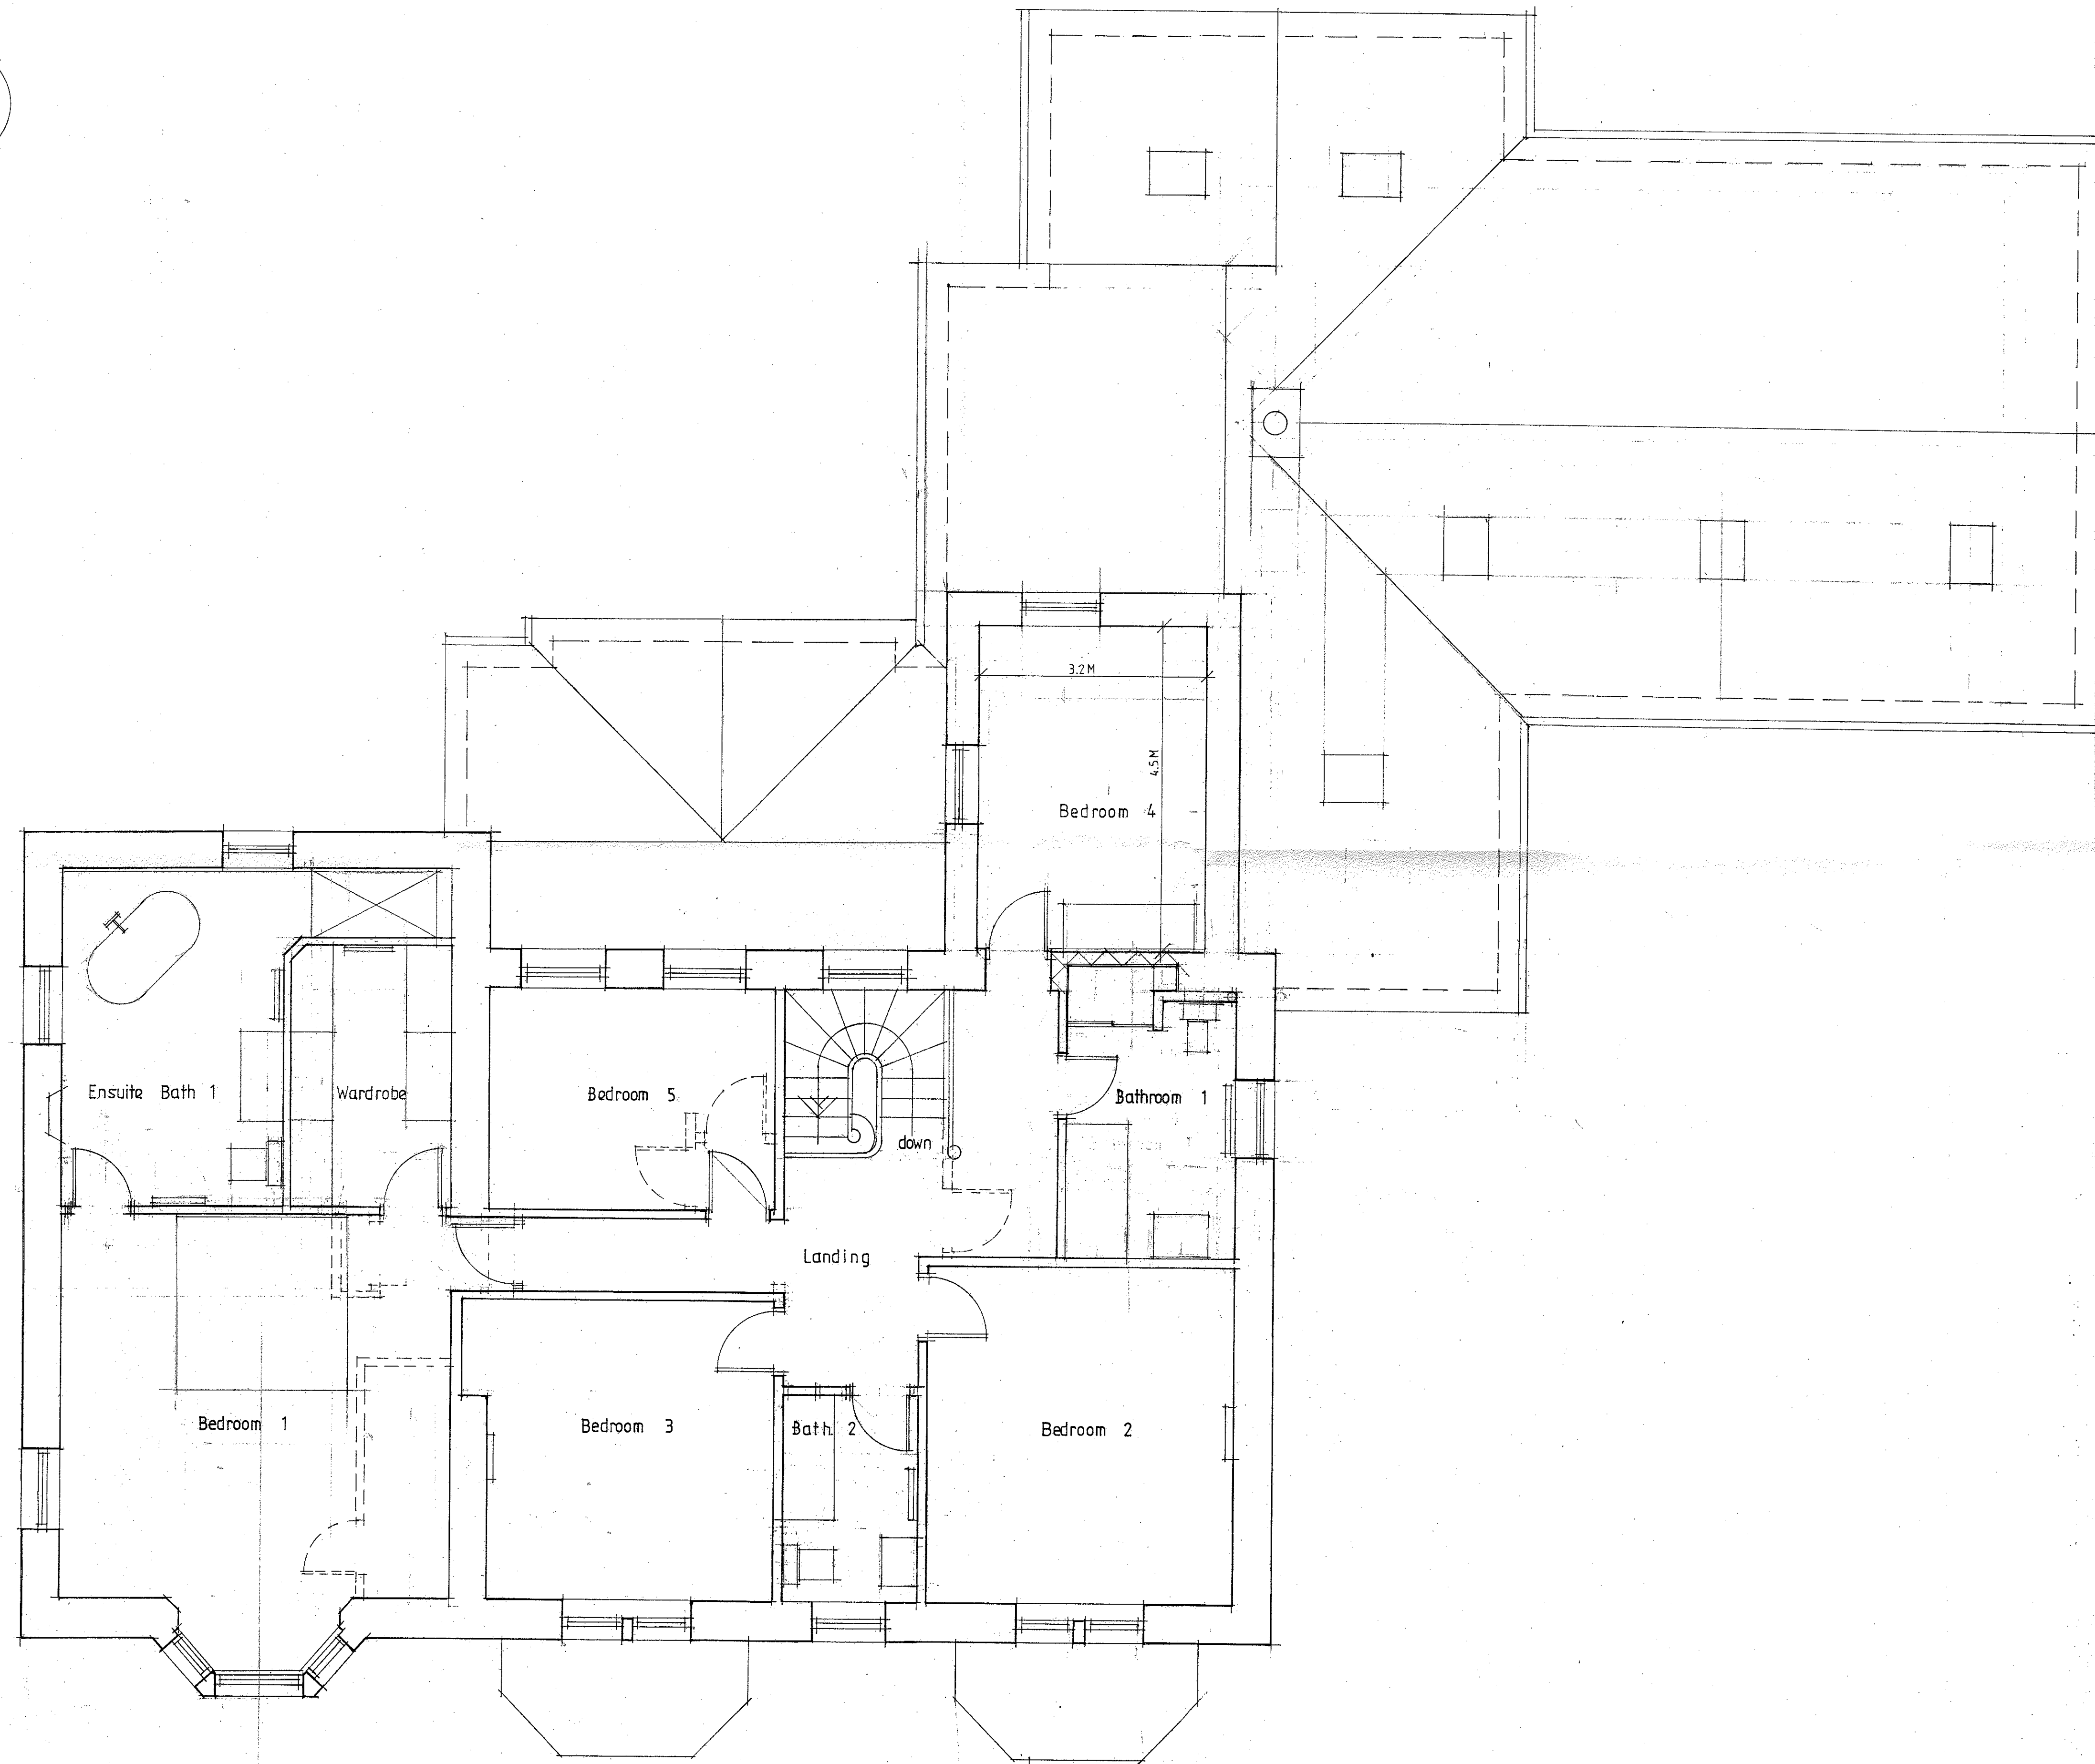 3.2M
4.5M
Bedroom 4
Ensuite Bath 1
Wardrobe
Bedroom 5
Bathroom 1
down
Landing
Bedroom 1
Bedroom 3
Bath 2
Bedroom 2